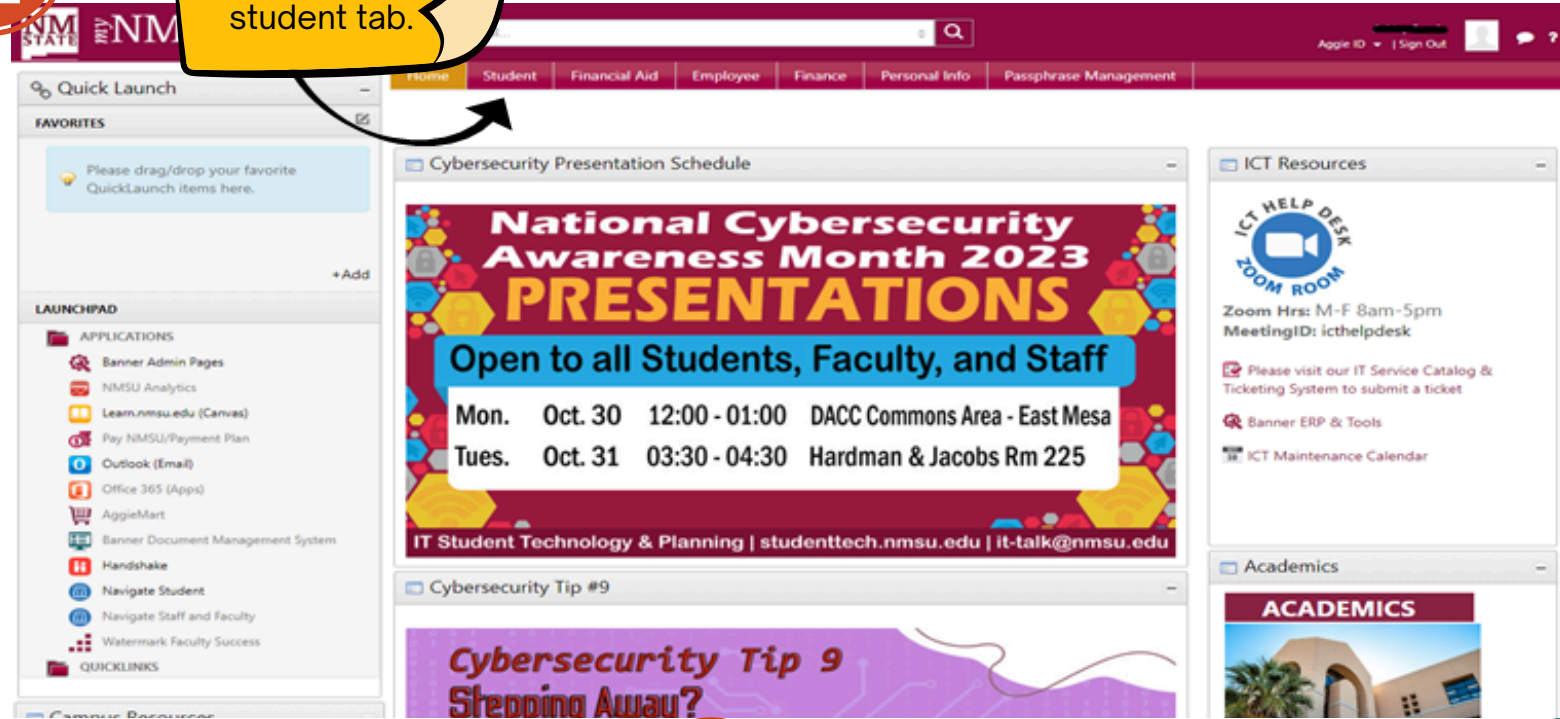 student tab.
NM
STATE
myNM
Aggie ID | Sign Out
?
Home Student Financial Aid Employee Finance Personal Info Passphrase Management
Quick Launch
FAVORITES
Please drag/drop your favorite
QuickLaunch items here.
+Add
LAUNCHPAD
APPLICATIONS
Banner Admin Pages
NMSU Analytics
Learn.nmsu.edu (Canvas)
Pay NMSU/Payment Plan
Outlook (Email)
Office 365 (Apps)
AggieMart
Banner Document Management System
Handshake
Navigate Student
Navigate Staff and Faculty
Watermark Faculty Success
QUICKLINKS
Campus Resources
Cybersecurity Presentation Schedule
National Cybersecurity
Awareness Month 2023
PRESENTATIONS
Open to all Students, Faculty, and Staff
Mon. Oct. 30 12:00 - 01:00 DACC Commons Area - East Mesa
Tues. Oct. 31 03:30 - 04:30 Hardman & Jacobs Rm 225
IT Student Technology & Planning | studenttech.nmsu.edu | it-talk@nmsu.edu
Cybersecurity Tip #9
Cybersecurity Tip 9
Stepping Away?
ICT Resources
ICT HELP DESK
ZOOM ROOM
Zoom Hrs: M-F 8am-5pm
MeetingID: icthelpdesk
Please visit our IT Service Catalog &
Ticketing System to submit a ticket
Banner ERP & Tools
ICT Maintenance Calendar
Academics
ACADEMICS